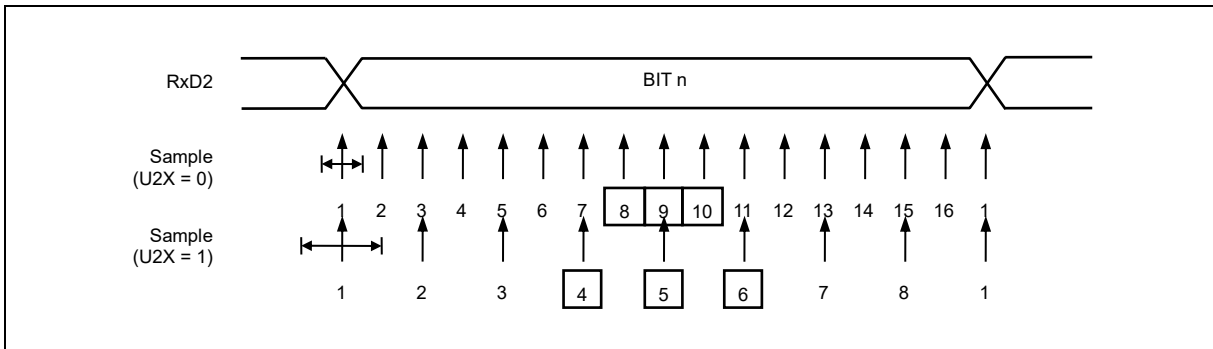 RxD2
BIT n
Sample
(U2X = 0)
1 2 3 4 5 6 7 8 9 10 11 12 13 14 15 16 1
Sample
(U2X = 1)
1 2 3 4 5 6 7 8 1